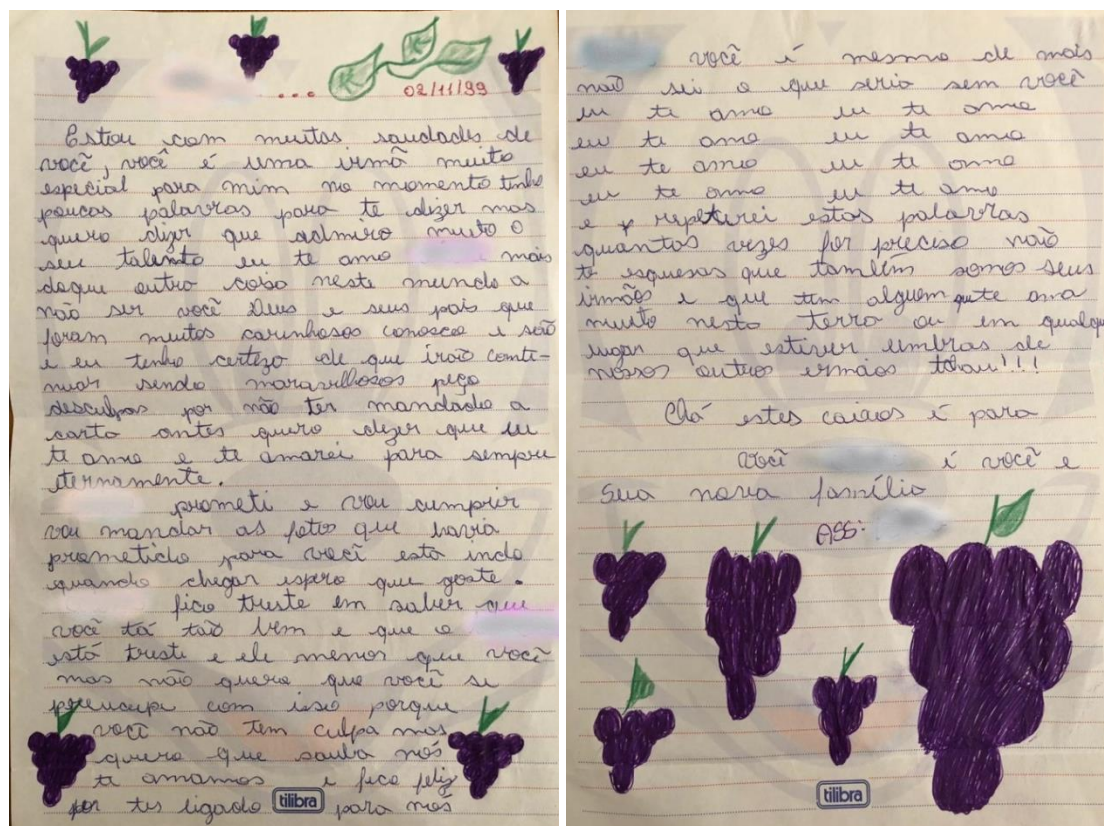 ... 02/11/99
Estou com muitas saudades de
você, você é uma irmã muito
especial para mim no momento tinho
poucas palavras para te dizer mas
quero dizer que admiro muito o
seu talento eu te amo mais
doque outro coisa neste mundo a
não ser você Deus e seus pais que
foram muitos carinhosos conosco e são
e eu tenho certeza de que irão conti-
nuar sendo maravilhosos peço
desculpas por não ter mandado a
carta antes quero dizer que eu
te amo e te amarei para sempre
eternamente.
prometi e vou cumprir
vou mandar as foto que havia
prometido para você está indo
quando chegar espero que goste.
fico truste em saber que
você tá tão bem e que o
está truste e ele menor que você
mas não quero que você se
preucupe com isso porque
você não tem culpa mas
quero que saiba nós
te amamos e fico feliz
por tes ligado para nós
tilibra
você é mesmo de mais
não sei o que seria sem você
eu te amo eu te amo
eu te amo eu te amo
eu te amo eu te amo
eu te amo eu te amo
e repetirei estas palavras
quantas vezes for preciso não
te esquesas que também somos seus
irmãos e que tem alguem que te ama
muito nesta terra ou em qualque
lugar que estiver lembras de
nossos outros irmãos tchau!!!
Chá estes caixos é para
você é você e
sua nova família
ASS:
tilibra